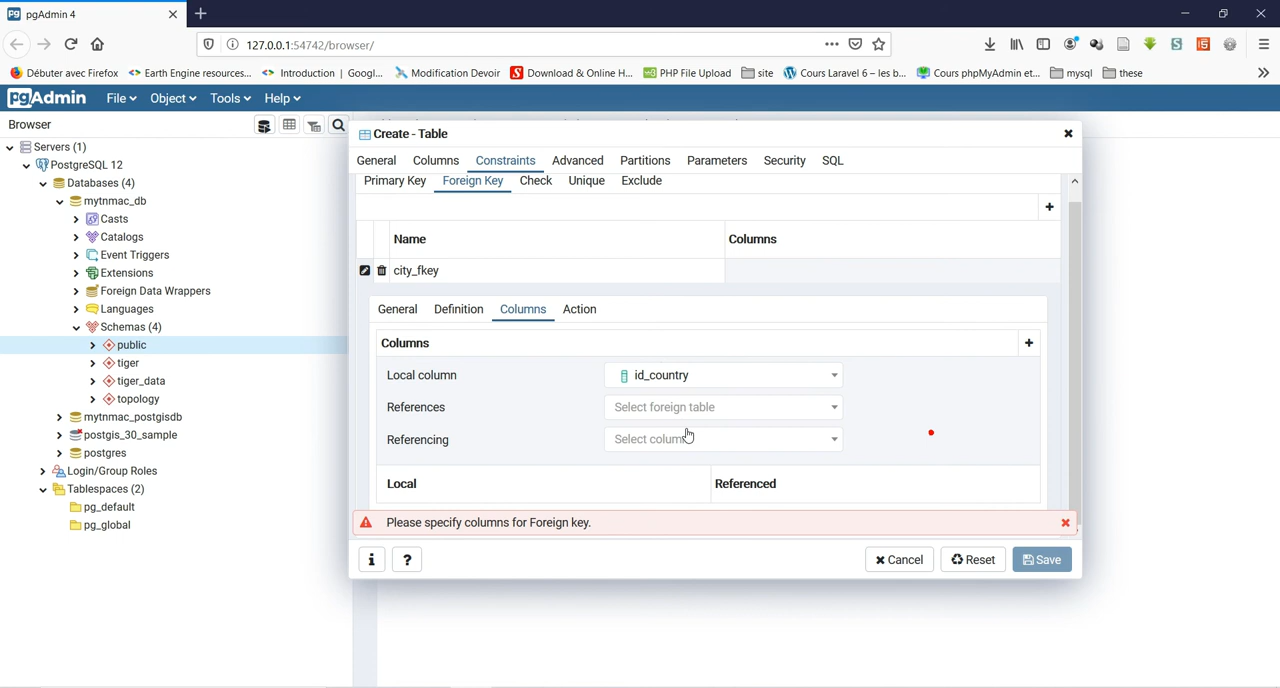 pgAdmin 4
127.0.0.1:54742/browser/
Débuter avec Firefox Earth Engine resources... Introduction | Googl... Modification Devoir Download & Online H... PHP File Upload site Cours Laravel 6 – les b... Cours phpMyAdmin et... mysql these
pgAdmin File Object Tools Help
Browser
Servers (1)
PostgreSQL 12
Databases (4)
mytnmac_db
Casts
Catalogs
Event Triggers
Extensions
Foreign Data Wrappers
Languages
Schemas (4)
public
tiger
tiger_data
topology
mytnmac_postgisdb
postgis_30_sample
postgres
Login/Group Roles
Tablespaces (2)
pg_default
pg_global
Create - Table
General Columns Constraints Advanced Partitions Parameters Security SQL
Primary Key Foreign Key Check Unique Exclude
Name Columns
city_fkey
General Definition Columns Action
Columns
Local column id_country
References Select foreign table
Referencing Select column
Local Referenced
Please specify columns for Foreign key.
i ? Cancel Reset Save